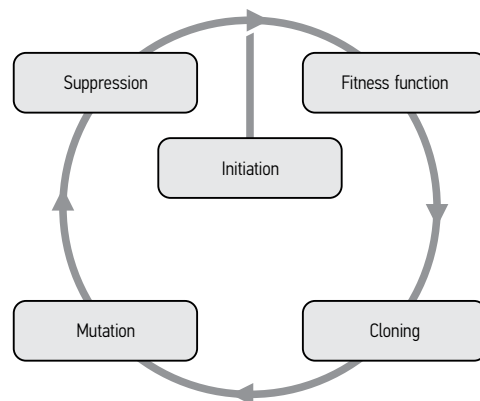 Suppression
Fitness function
Initiation
Mutation
Cloning